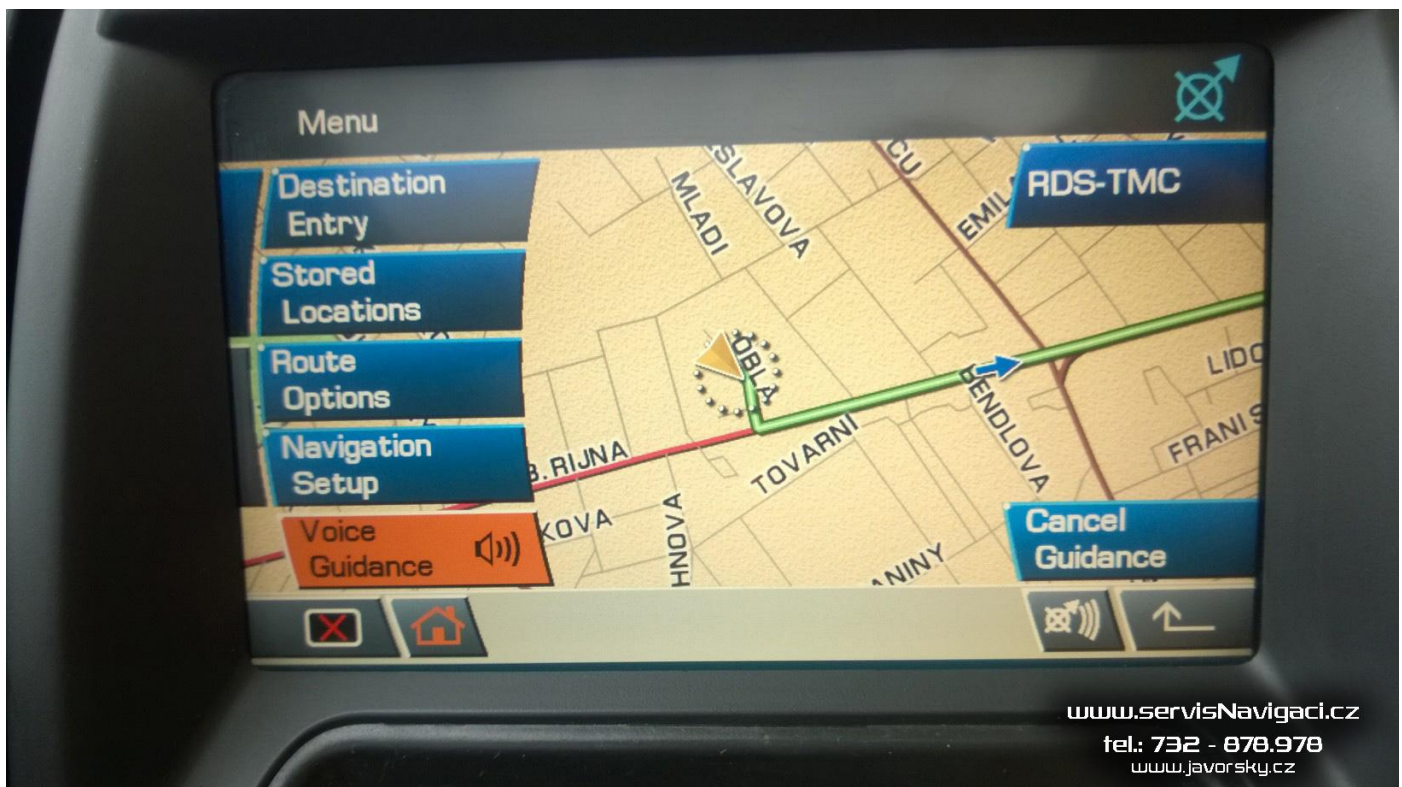 Menu
Destination
Entry
RDS-TMC
Stored
Locations
Route
Options
Navigation
Setup
Voice
Guidance
Cancel
Guidance
SLAVOVA
MLADI
CU
EMIL
OBLA
LIDO
BENDLOVA
FRANIS
TOVARNI
RIJNA
KOVA
HNOVA
ANINY
www.servisNavigaci.cz
tel.: 732 - 878.978
www.javorsky.cz